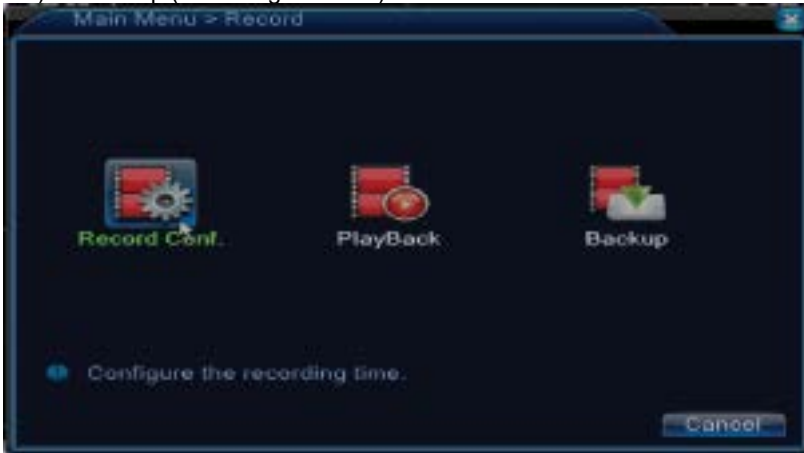 Main Menu > Record
Record Conf.
PlayBack
Backup
Configure the recording time.
Cancel